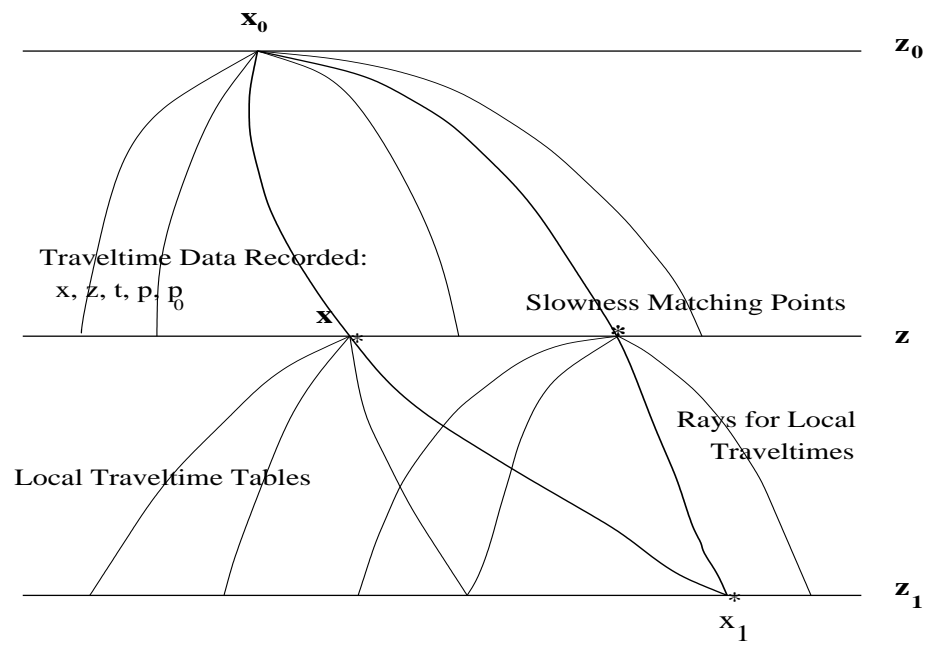 x0
z0
Traveltime Data Recorded:
x, z, t, p, p0
Slowness Matching Points
x
*
*
z
Rays for Local
Traveltimes
Local Traveltime Tables
z1
*
x1